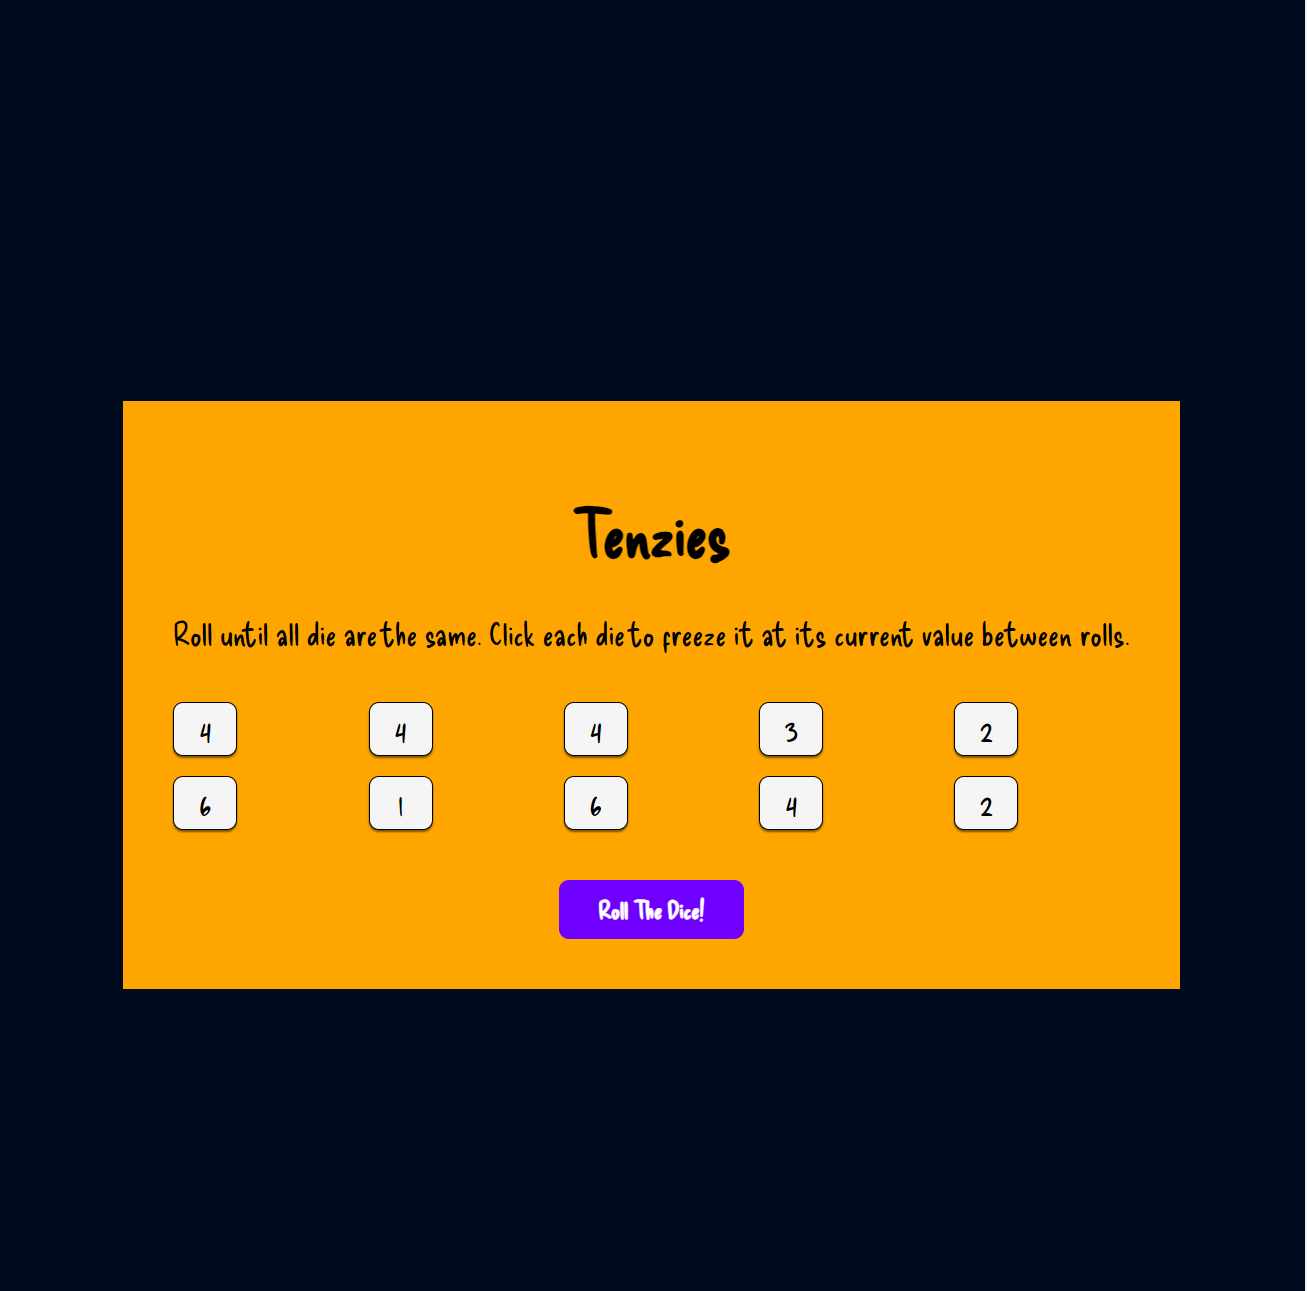 Tenzies
Roll until all die are the same. Click each die to freeze it at its current value between rolls.
4 4 4 3 2
6 1 6 4 2
Roll The Dice!